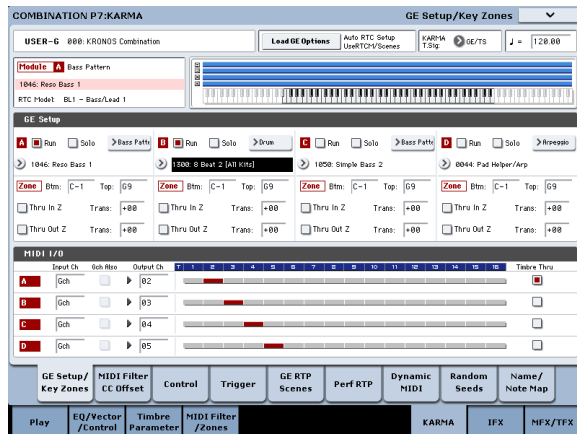 COMBINATION P7:KARMA GE Setup/Key Zones
USER-G 000: KRONOS Combination Load GE Options Auto RTC Setup UseRTCM/Scenes KARMA T.Sig: GE/TS ♩= 120.00
Module A Bass Pattern
1046: Reso Bass 1
RTC Model: BL1 - Bass/Lead 1
GE Setup
A Run Solo >Bass Patte B Run Solo >Drum C Run Solo >Bass Patte D Run Solo >Arpeggio
1046: Reso Bass 1 1300: 8 Beat 2 [All Kits] 1050: Simple Bass 2 0044: Pad Helper/Arp
Zone Btm: C-1 Top: G9 Zone Btm: C-1 Top: G9 Zone Btm: C-1 Top: G9 Zone Btm: C-1 Top: G9
Thru In Z Trans: +00 Thru In Z Trans: +00 Thru In Z Trans: +00 Thru In Z Trans: +00
Thru Out Z Trans: +00 Thru Out Z Trans: +00 Thru Out Z Trans: +00 Thru Out Z Trans: +00
MIDI I/O
Input Ch Gch Also Output Ch T 1 2 3 4 5 6 7 8 9 10 11 12 13 14 15 16 Timbre Thru
A Gch 02
B Gch 03
C Gch 04
D Gch 05
GE Setup/ Key Zones MIDI Filter CC Offset Control Trigger GE RTP Scenes Perf RTP Dynamic MIDI Random Seeds Name/ Note Map
Play EQ/Vector /Control Timbre Parameter MIDI Filter /Zones KARMA IFX MFX/TFX